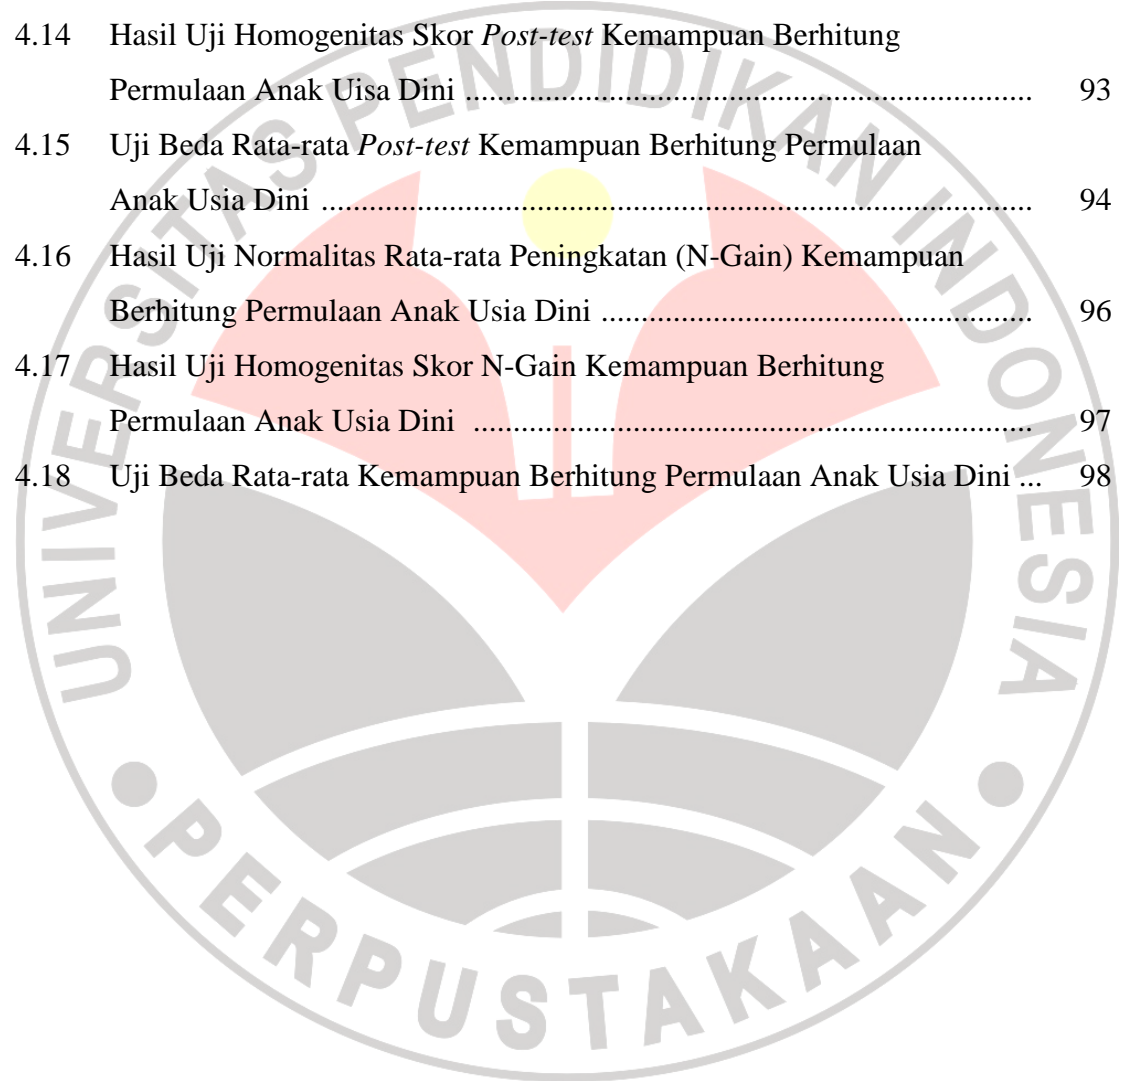 4.14 Hasil Uji Homogenitas Skor Post-test Kemampuan Berhitung
Permulaan Anak Uisa Dini ...................................................................... 93
4.15 Uji Beda Rata-rata Post-test Kemampuan Berhitung Permulaan
Anak Usia Dini ........................................................................................ 94
4.16 Hasil Uji Normalitas Rata-rata Peningkatan (N-Gain) Kemampuan
Berhitung Permulaan Anak Usia Dini ..................................................... 96
4.17 Hasil Uji Homogenitas Skor N-Gain Kemampuan Berhitung
Permulaan Anak Usia Dini ..................................................................... 97
4.18 Uji Beda Rata-rata Kemampuan Berhitung Permulaan Anak Usia Dini ... 98
UNIVERSITAS PENDIDIKAN INDONESIA
PERPUSTAKAAN